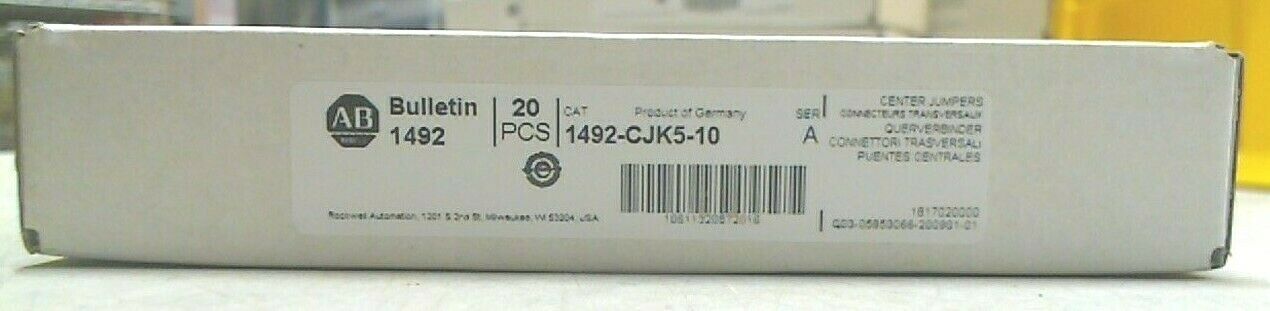 AB
Bulletin
1492
20
PCS
CAT
Product of Germany
1492-CJK5-10
SER
A
CENTER JUMPERS
CONNECTEURS TRANSVERSAUX
QUERVERBINDER
CONNETTORI TRASVERSALI
PUENTES CENTRALES
Rockwell Automation, 1201 S 2nd St, Milwaukee, WI 53204, USA
1817020000